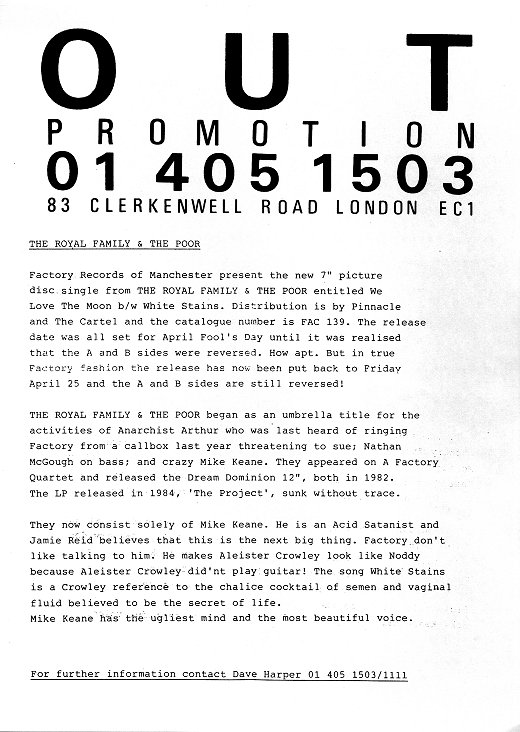 OUT
PROMOTION
01 405 1503
83 CLERKENWELL ROAD LONDON EC1
THE ROYAL FAMILY & THE POOR
Factory Records of Manchester present the new 7" picture
disc single from THE ROYAL FAMILY & THE POOR entitled We
Love The Moon b/w White Stains. Distribution is by Pinnacle
and The Cartel and the catalogue number is FAC 139. The release
date was all set for April Fool's Day until it was realised
that the A and B sides were reversed. How apt. But in true
Factory fashion the release has now been put back to Friday
April 25 and the A and B sides are still reversed!
THE ROYAL FAMILY & THE POOR began as an umbrella title for the
activities of Anarchist Arthur who was last heard of ringing
Factory from a callbox last year threatening to sue; Nathan
McGough on bass; and crazy Mike Keane. They appeared on A Factory
Quartet and released the Dream Dominion 12", both in 1982.
The LP released in 1984, 'The Project', sunk without trace.
They now consist solely of Mike Keane. He is an Acid Satanist and
Jamie Reid believes that this is the next big thing. Factory don't
like talking to him. He makes Aleister Crowley look like Noddy
because Aleister Crowley did'nt play guitar! The song White Stains
is a Crowley reference to the chalice cocktail of semen and vaginal
fluid believed to be the secret of life.
Mike Keane has the ugliest mind and the most beautiful voice.
For further information contact Dave Harper 01 405 1503/1111